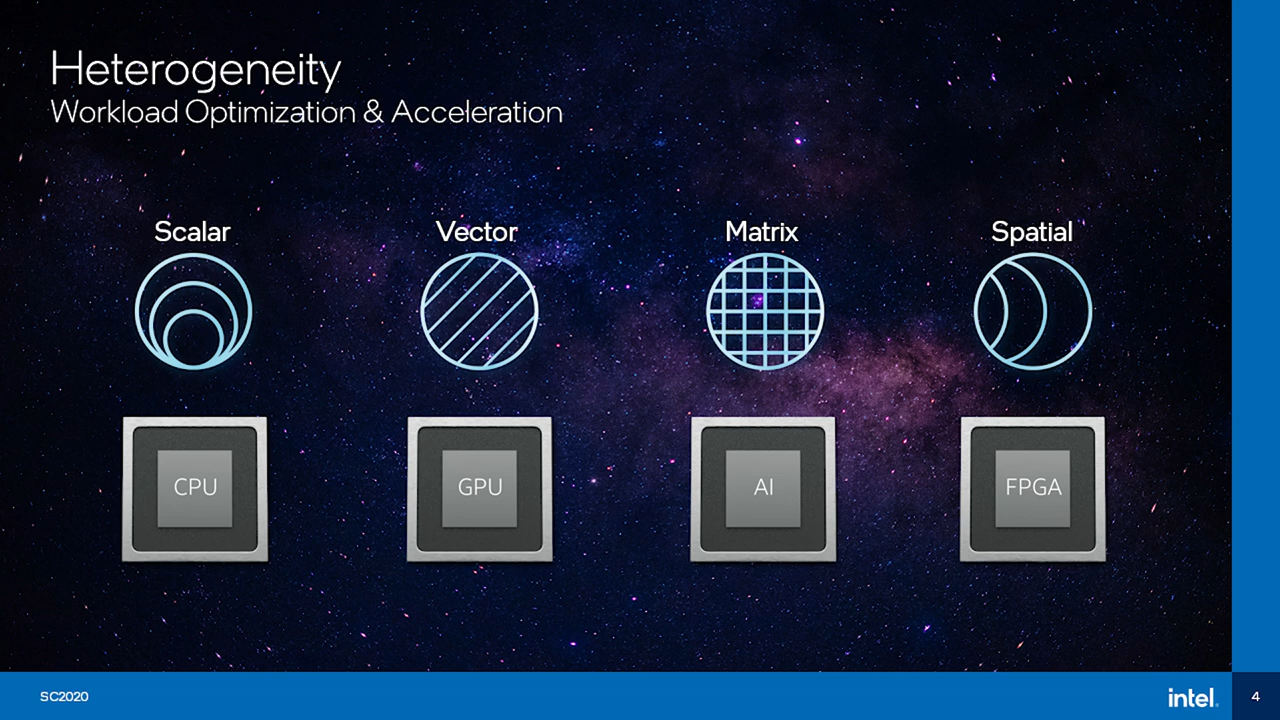 Heterogeneity
Workload Optimization & Acceleration
Scalar
Vector
Matrix
Spatial
CPU
GPU
AI
FPGA
SC2020
intel.
4